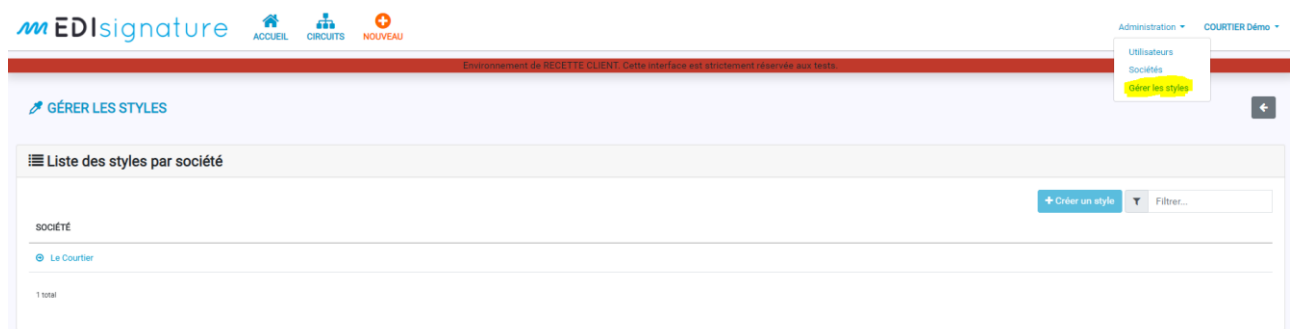 EDIsignature
ACCUEIL
CIRCUITS
NOUVEAU
Administration
COURTIER Démo
Utilisateurs
Sociétés
Gérer les styles
Environnement de RECETTE CLIENT. Cette interface est strictement réservée aux tests.
GÉRER LES STYLES
Liste des styles par société
+ Créer un style
Filtrer...
SOCIÉTÉ
Le Courtier
1 total